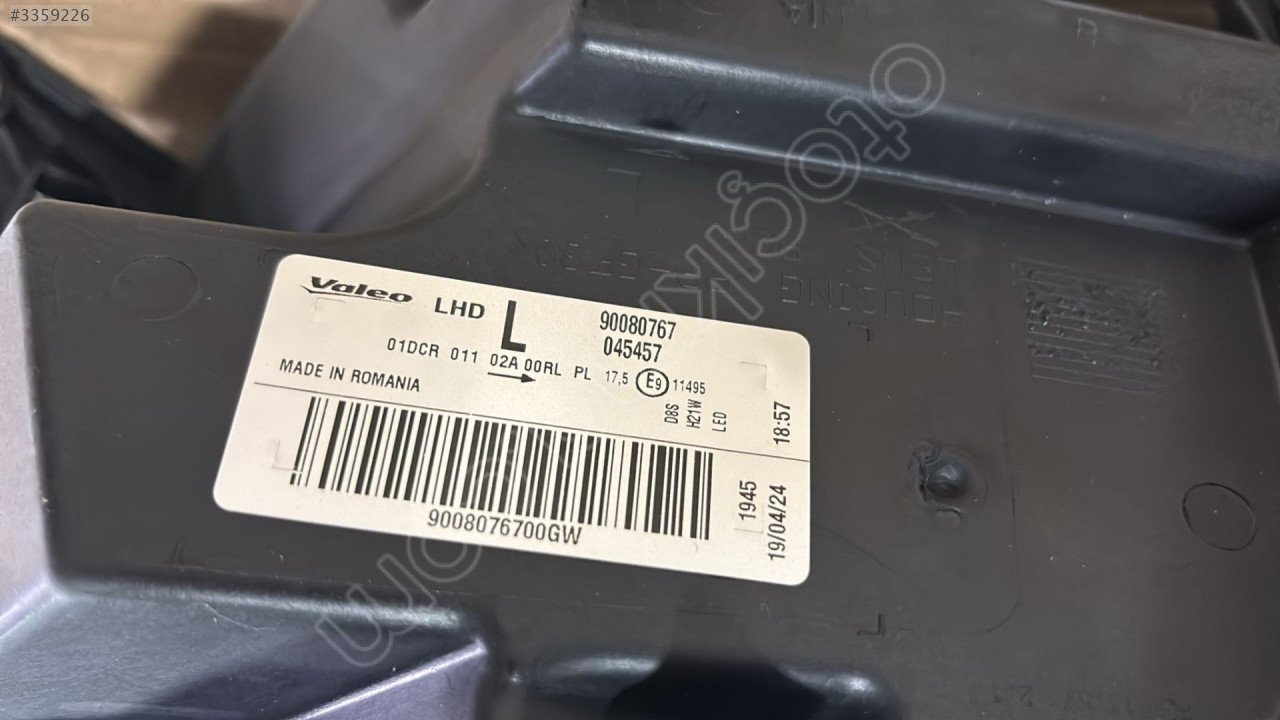 #3359226
otoçıkma.com
HOUSING
Valeo LHD L 90080767
045457
01DCR 011 02A 00RL PL 17,5 E9 11495
MADE IN ROMANIA
D8S
H21W
LED
18:57
1945
19/04/24
9008076700GW